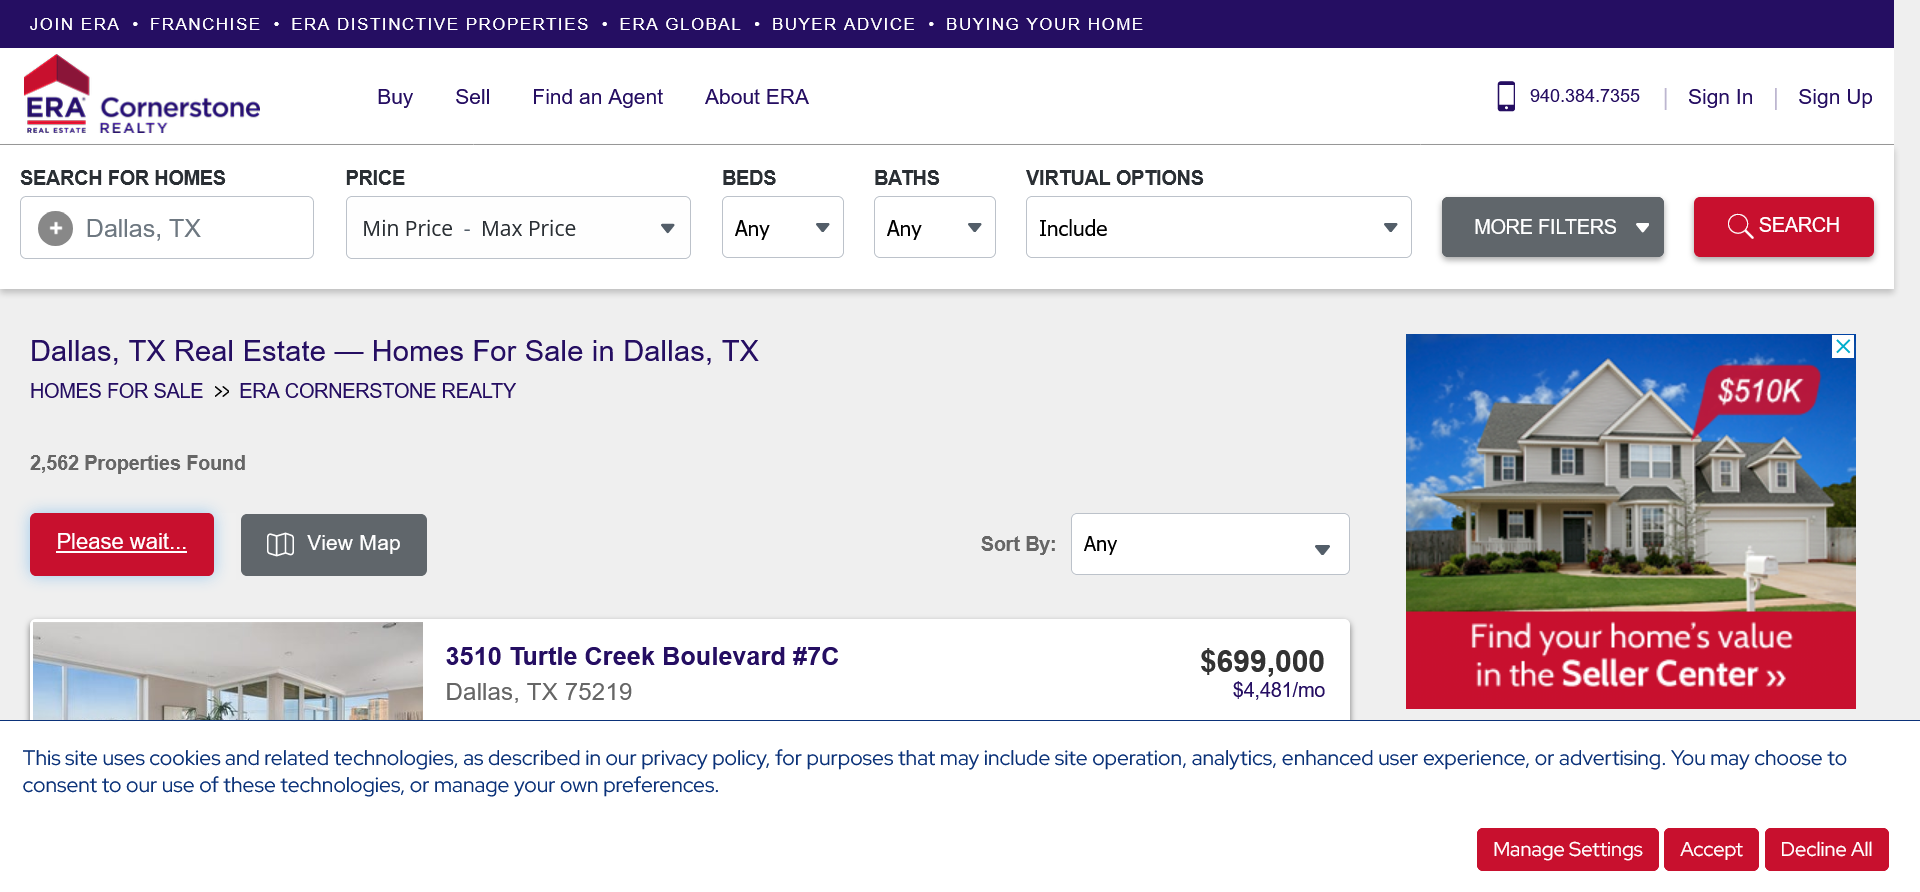 JOIN ERA • FRANCHISE • ERA DISTINCTIVE PROPERTIES • ERA GLOBAL • BUYER ADVICE • BUYING YOUR HOME
ERA Cornerstone
REAL ESTATE REALTY
Buy Sell Find an Agent About ERA
940.384.7355 | Sign In | Sign Up
SEARCH FOR HOMES PRICE BEDS BATHS VIRTUAL OPTIONS
Dallas, TX Min Price - Max Price Any Any Include MORE FILTERS SEARCH
Dallas, TX Real Estate — Homes For Sale in Dallas, TX
HOMES FOR SALE » ERA CORNERSTONE REALTY
2,562 Properties Found
Please wait... View Map Sort By: Any
$510K
Find your home's value
in the Seller Center »
3510 Turtle Creek Boulevard #7C $699,000
Dallas, TX 75219 $4,481/mo
This site uses cookies and related technologies, as described in our privacy policy, for purposes that may include site operation, analytics, enhanced user experience, or advertising. You may choose to
consent to our use of these technologies, or manage your own preferences.
Manage Settings Accept Decline All